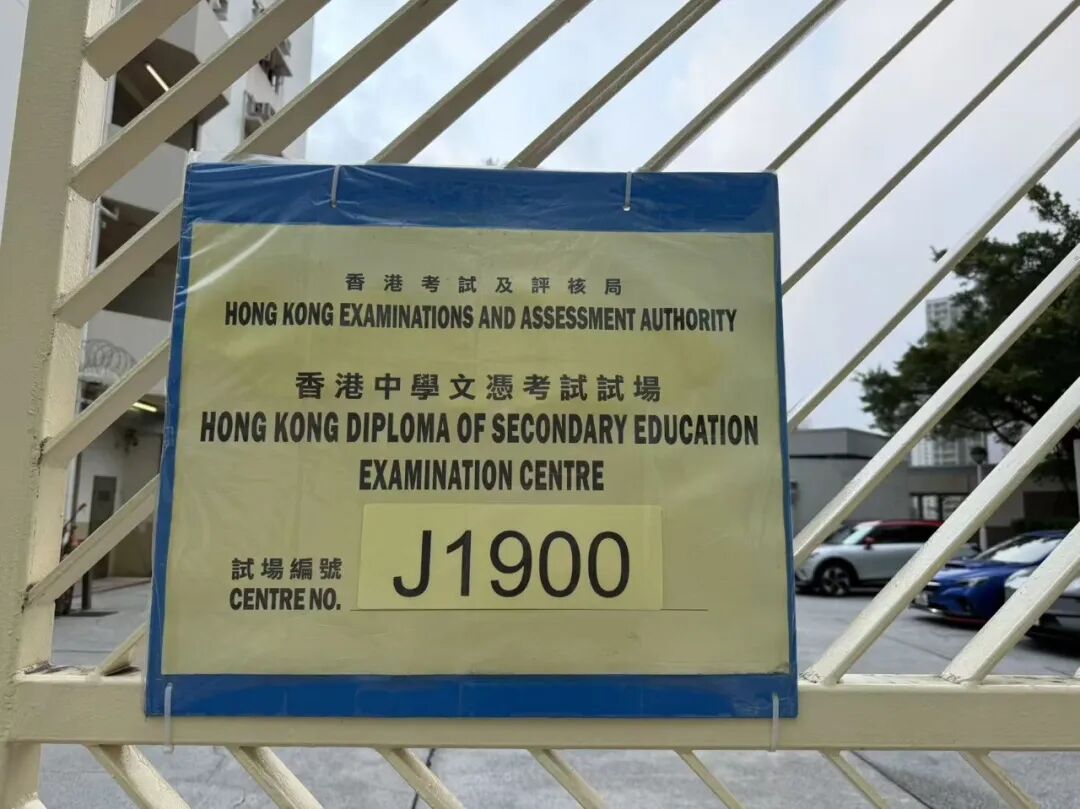 香港考試及評核局
HONG KONG EXAMINATIONS AND ASSESSMENT AUTHORITY
香港中學文憑考試試場
HONG KONG DIPLOMA OF SECONDARY EDUCATION
EXAMINATION CENTRE
試場編號
CENTRE NO.
J1900